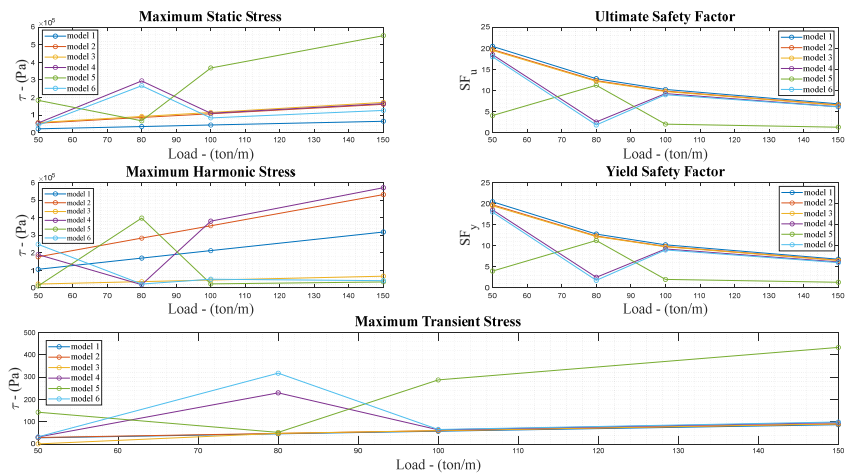 Maximum Static Stress
×10⁵
6
5
4
3
2
1
0
τ - (Pa)
model 1
model 2
model 3
model 4
model 5
model 6
50 60 70 80 90 100 110 120 130 140 150
Load - (ton/m)
Ultimate Safety Factor
25
20
15
10
5
0
SFu
model 1
model 2
model 3
model 4
model 5
model 6
50 60 70 80 90 100 110 120 130 140 150
Load - (ton/m)
Maximum Harmonic Stress
×10⁵
6
5
4
3
2
1
0
τ - (Pa)
model 1
model 2
model 3
model 4
model 5
model 6
50 60 70 80 90 100 110 120 130 140 150
Load - (ton/m)
Yield Safety Factor
25
20
15
10
5
0
SFy
model 1
model 2
model 3
model 4
model 5
model 6
50 60 70 80 90 100 110 120 130 140 150
Load - (ton/m)
Maximum Transient Stress
500
400
300
200
100
0
τ - (Pa)
model 1
model 2
model 3
model 4
model 5
model 6
50 60 70 80 90 100 110 120 130 140 150
Load - (ton/m)